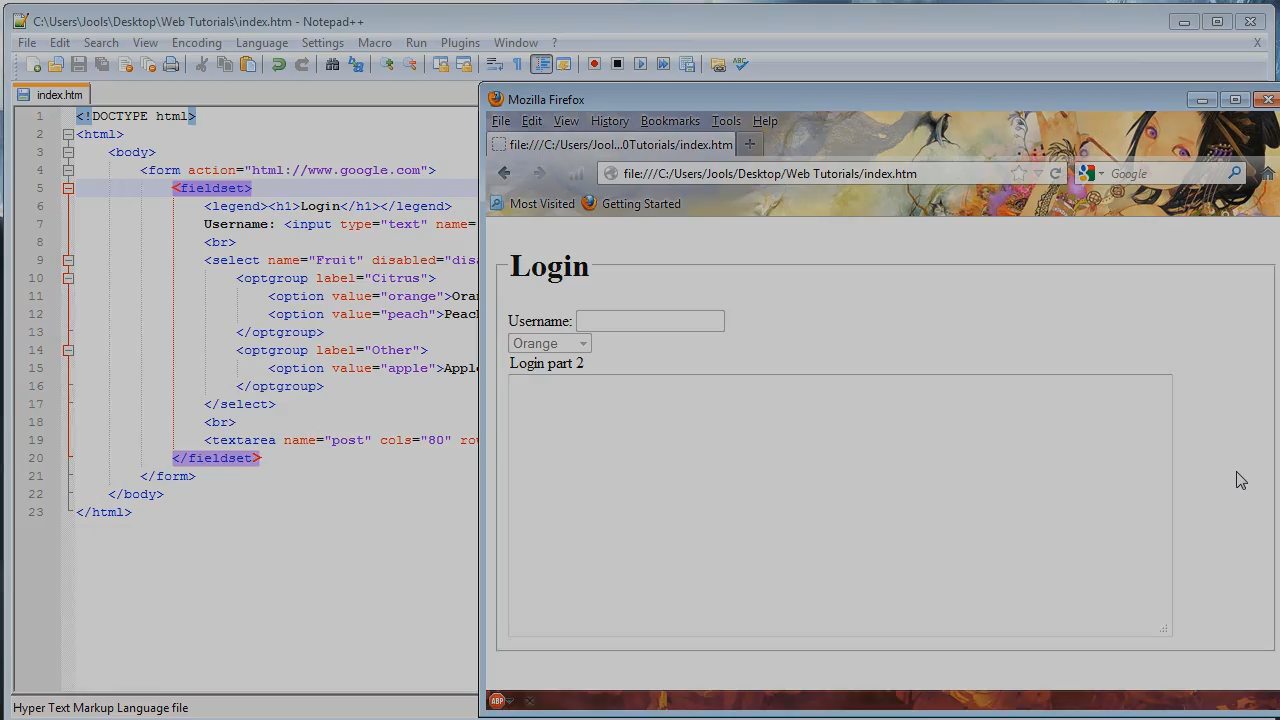 C:\Users\Jools\Desktop\Web Tutorials\index.htm - Notepad++
File Edit Search View Encoding Language Settings Macro Run Plugins Window ? X
index.htm
1 <!DOCTYPE html>
2 <html>
3 <body>
4 <form action="html://www.google.com">
5 <fieldset>
6 <legend><h1>Login</h1></legend>
7 Username: <input type="text" name=
8 <br>
9 <select name="Fruit" disabled="disa
10 <optgroup label="Citrus">
11 <option value="orange">Oran
12 <option value="peach">Peach
13 </optgroup>
14 <optgroup label="Other">
15 <option value="apple">Apple
16 </optgroup>
17 </select>
18 <br>
19 <textarea name="post" cols="80" row
20 </fieldset>
21 </form>
22 </body>
23 </html>
Hyper Text Markup Language file
Mozilla Firefox
File Edit View History Bookmarks Tools Help
file:///C:/Users/Jool...0Tutorials/index.htm
file:///C:/Users/Jools/Desktop/Web Tutorials/index.htm
Google
Most Visited Getting Started
Login
Username:
Orange
Login part 2
ABP